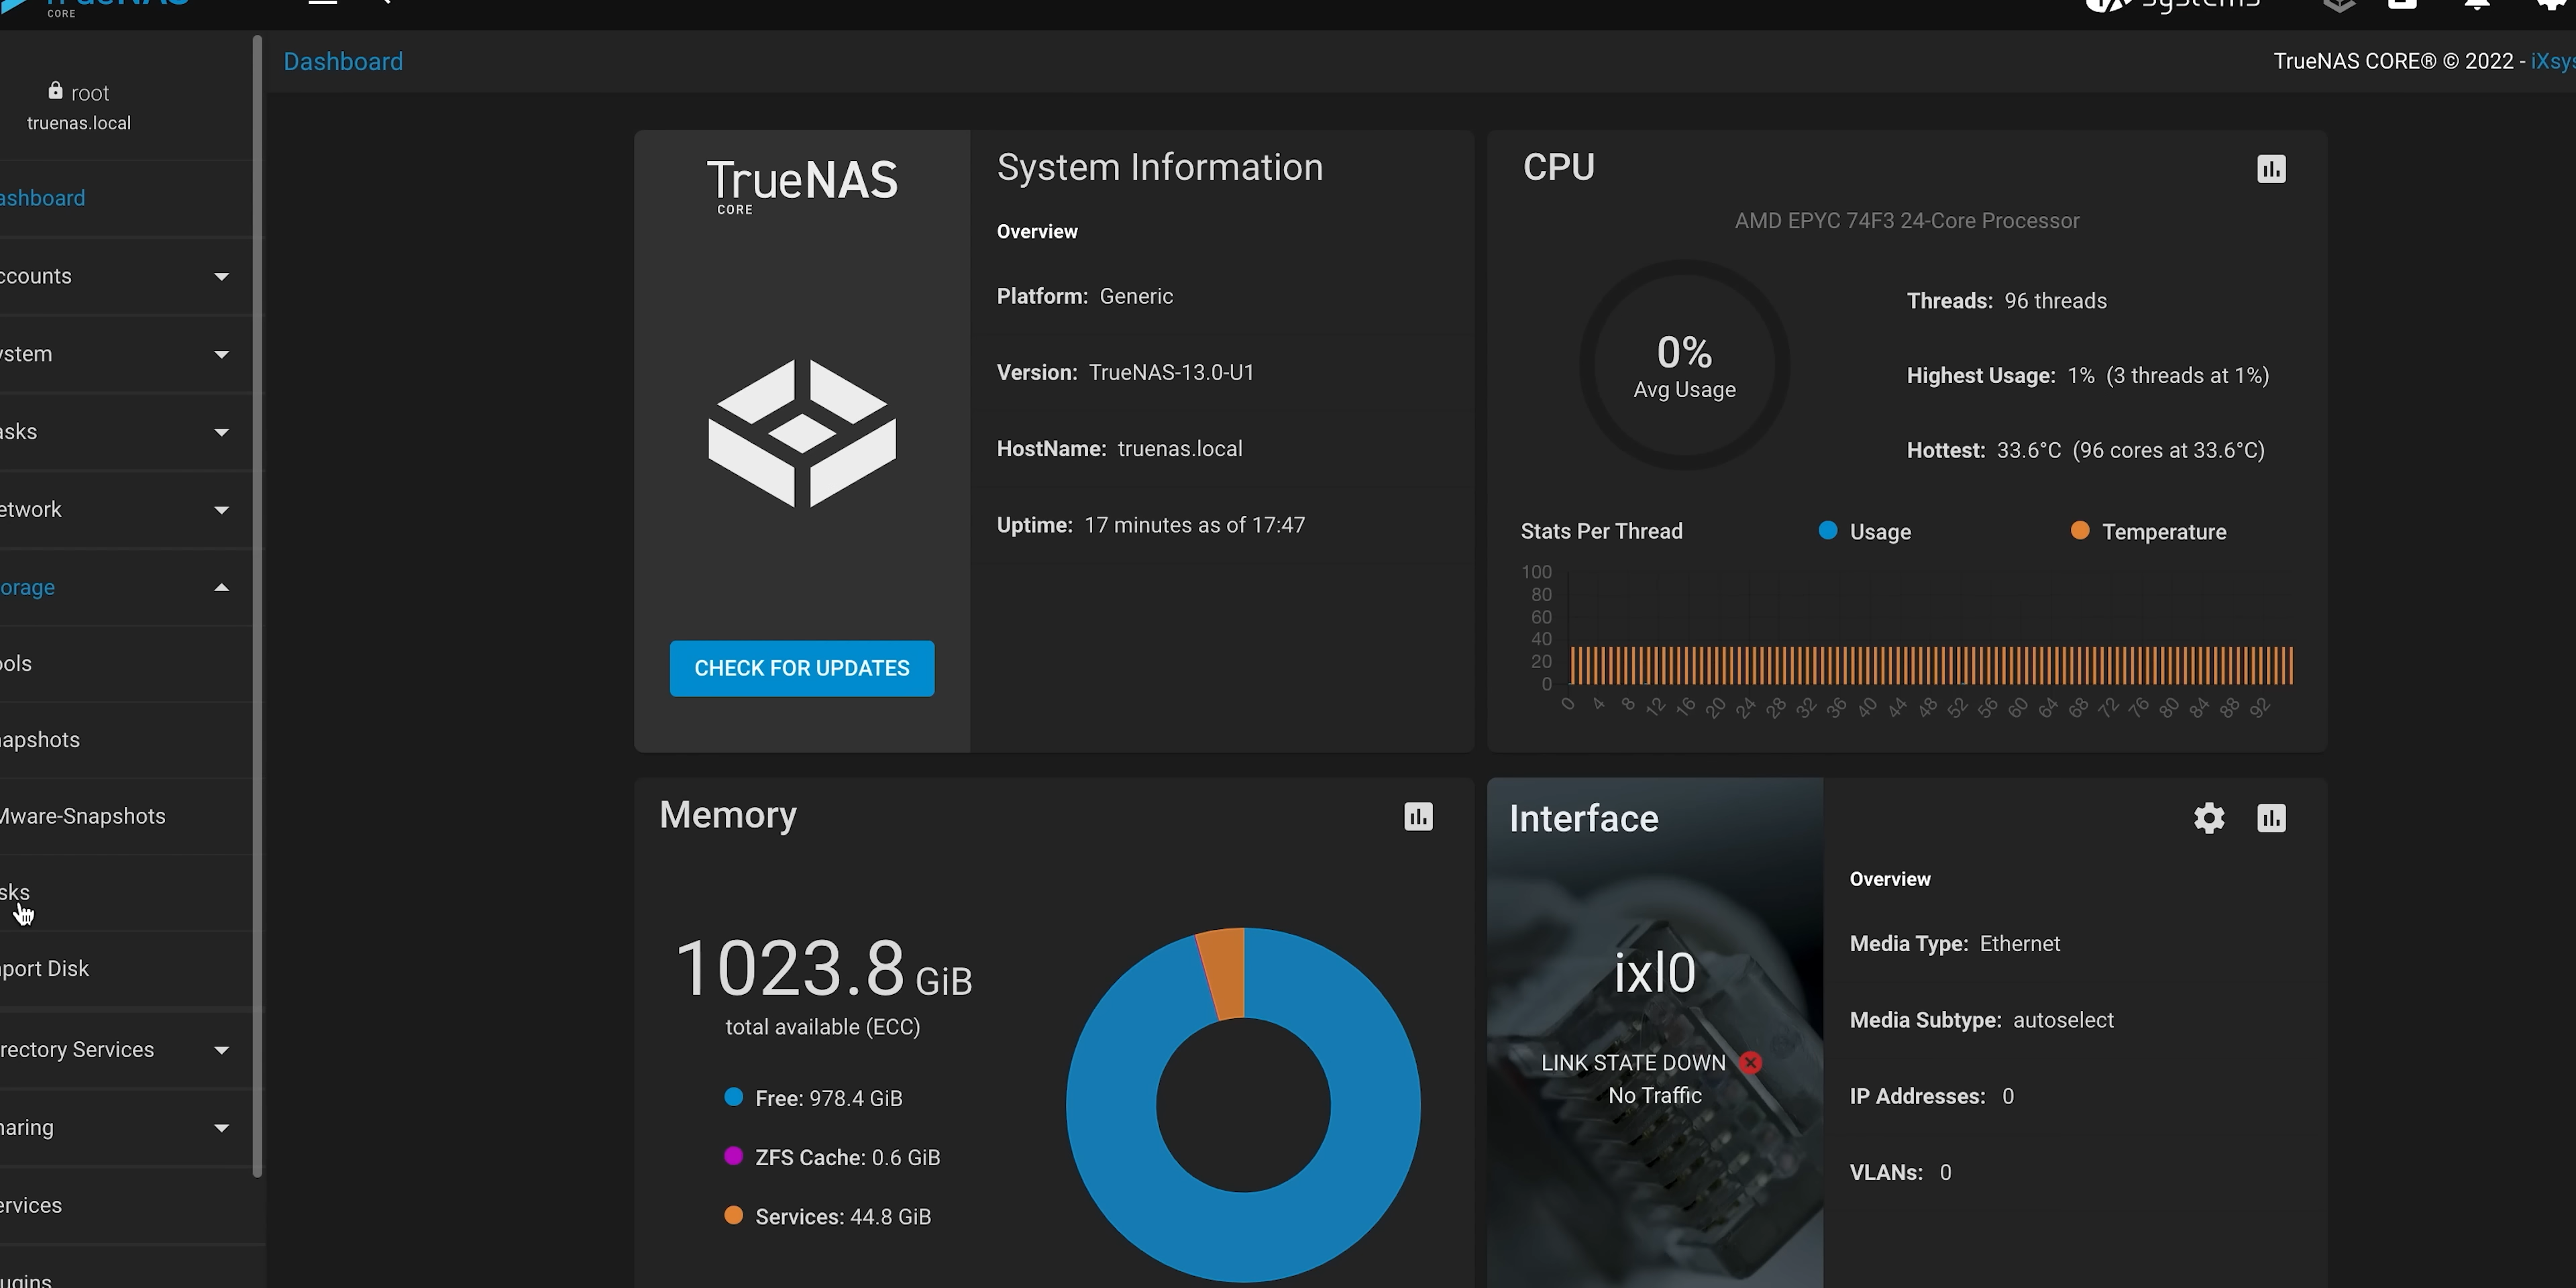 TrueNAS
CORE
systems
root
truenas.local
ashboard
ccounts
ystem
asks
etwork
orage
ools
napshots
Mware-Snapshots
sks
port Disk
rectory Services
haring
ervices
ugins
Dashboard
TrueNAS CORE® © 2022 - iXsys
TrueNAS
CORE
CHECK FOR UPDATES
System Information
Overview
Platform: Generic
Version: TrueNAS-13.0-U1
HostName: truenas.local
Uptime: 17 minutes as of 17:47
CPU
AMD EPYC 74F3 24-Core Processor
0%
Avg Usage
Threads: 96 threads
Highest Usage: 1% (3 threads at 1%)
Hottest: 33.6°C (96 cores at 33.6°C)
Stats Per Thread
Usage
Temperature
100
80
60
40
20
0
0 4 8 12 16 20 24 28 32 36 40 44 48 52 56 60 64 68 72 76 80 84 88 92
Memory
1023.8 GiB
total available (ECC)
Free: 978.4 GiB
ZFS Cache: 0.6 GiB
Services: 44.8 GiB
Interface
ixl0
LINK STATE DOWN
No Traffic
Overview
Media Type: Ethernet
Media Subtype: autoselect
IP Addresses: 0
VLANs: 0